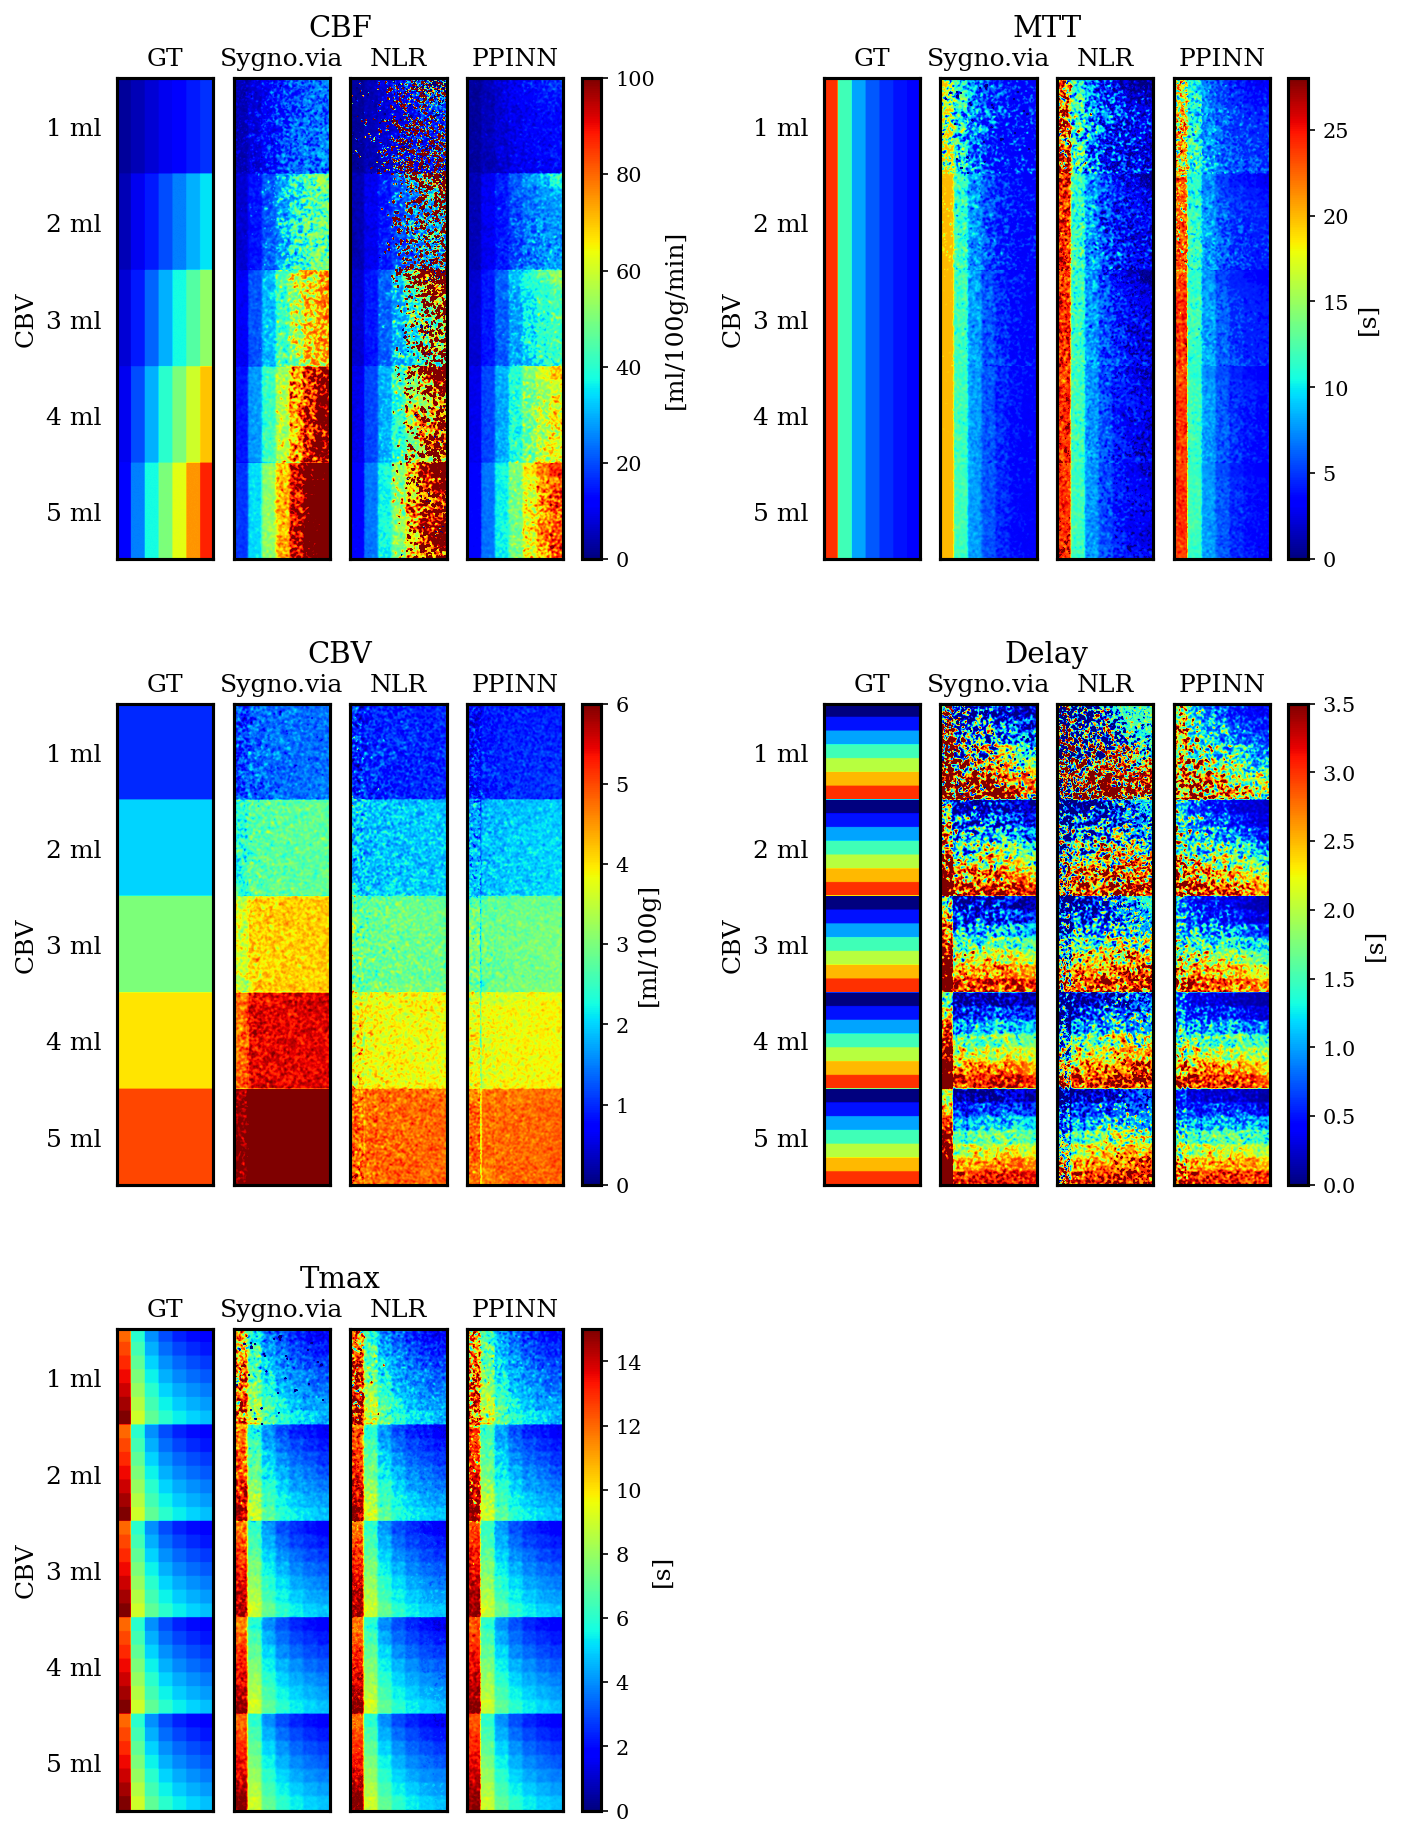 CBF
GT Sygno.via NLR PPINN
1 ml
2 ml
3 ml
4 ml
5 ml
CBV
100
80
60
40
20
0
[ml/100g/min]
MTT
GT Sygno.via NLR PPINN
1 ml
2 ml
3 ml
4 ml
5 ml
CBV
25
20
15
10
5
0
[s]
CBV
GT Sygno.via NLR PPINN
1 ml
2 ml
3 ml
4 ml
5 ml
CBV
6
5
4
3
2
1
0
[ml/100g]
Delay
GT Sygno.via NLR PPINN
1 ml
2 ml
3 ml
4 ml
5 ml
CBV
3.5
3.0
2.5
2.0
1.5
1.0
0.5
0.0
[s]
Tmax
GT Sygno.via NLR PPINN
1 ml
2 ml
3 ml
4 ml
5 ml
CBV
14
12
10
8
6
4
2
0
[s]